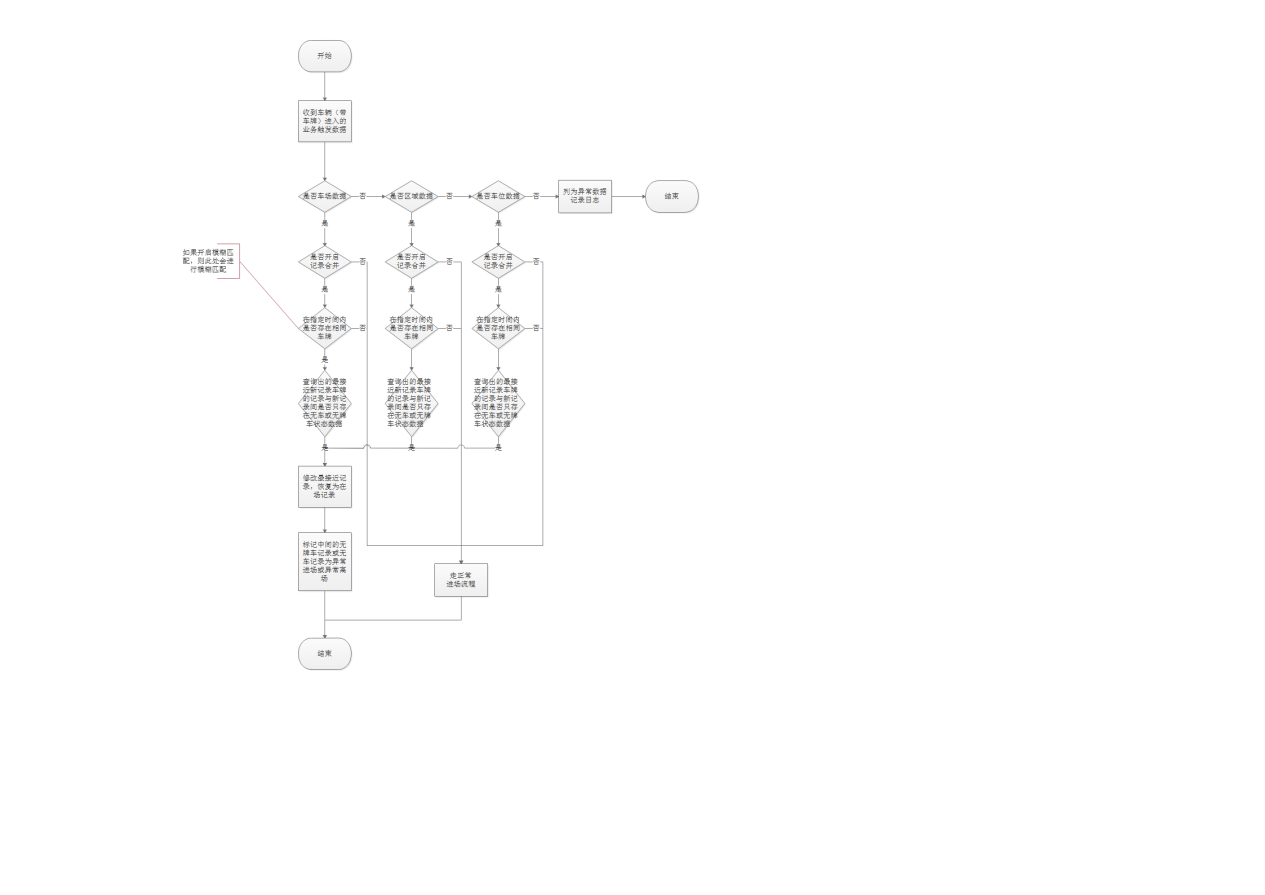 开始
收到车辆（带
车牌）进入的
业务触发数据
是否车场数据
否
是否区域数据
否
是否车位数据
否
列为异常数据
记录日志
结束
是
是
是
如果开启模糊匹
配，则此处会进
行模糊匹配
是否开启
记录合并
否
是否开启
记录合并
否
是否开启
记录合并
否
是
是
是
在指定时间内
是否存在相同
车牌
否
在指定时间内
是否存在相同
车牌
否
在指定时间内
是否存在相同
车牌
否
是
查询出的最接
近新记录车牌
的记录与新记
录间是否只存
在无车或无牌
车状态数据
查询出的最接
近新记录车牌
的记录与新记
录间是否只存
在无车或无牌
车状态数据
查询出的最接
近新记录车牌
的记录与新记
录间是否只存
在无车或无牌
车状态数据
是
是
是
修改最接近记
录，恢复为在
场记录
标记中间的无
牌车记录或无
车记录为异常
进场或异常离
场
走正常
进场流程
结束